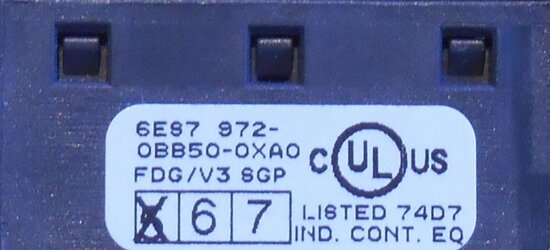 6ES7 972-
0BB50-0XA0
FDG/V3 SGP
X 6 7
C UL US
LISTED 74D7
IND. CONT. EQ